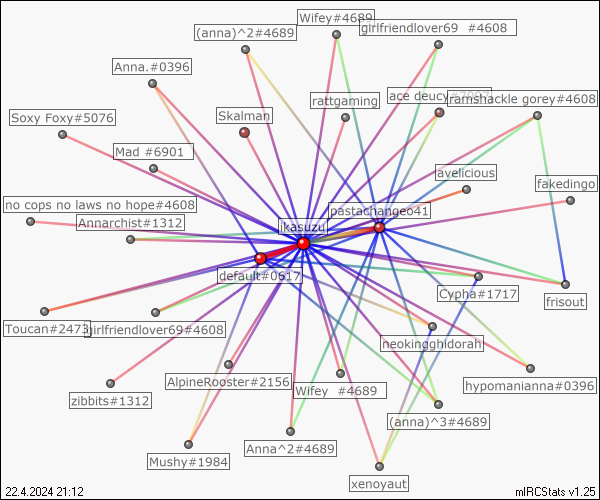 Wifey#4689
(anna)^2#4689
girlfriendlover69 #4608
Anna.#0396
ace deucy
ramshackle gorey#4608
rattgaming
Soxy Foxy#5076
Skalman
Mad #6901
avelicious
fakedingo
no cops no laws no hope#4608
pastachangeo41
Annarchist#1312
ikasuzu
default#0617
Cypha#1717
frisout
Toucan#2473
girlfriendlover69#4608
neokingghidorah
AlpineRooster#2156
hypomanianna#0396
Wifey #4689
zibbits#1312
(anna)^3#4689
Anna^2#4689
Mushy#1984
xenoyaut
22.4.2024 21:12
mIRCStats v1.25